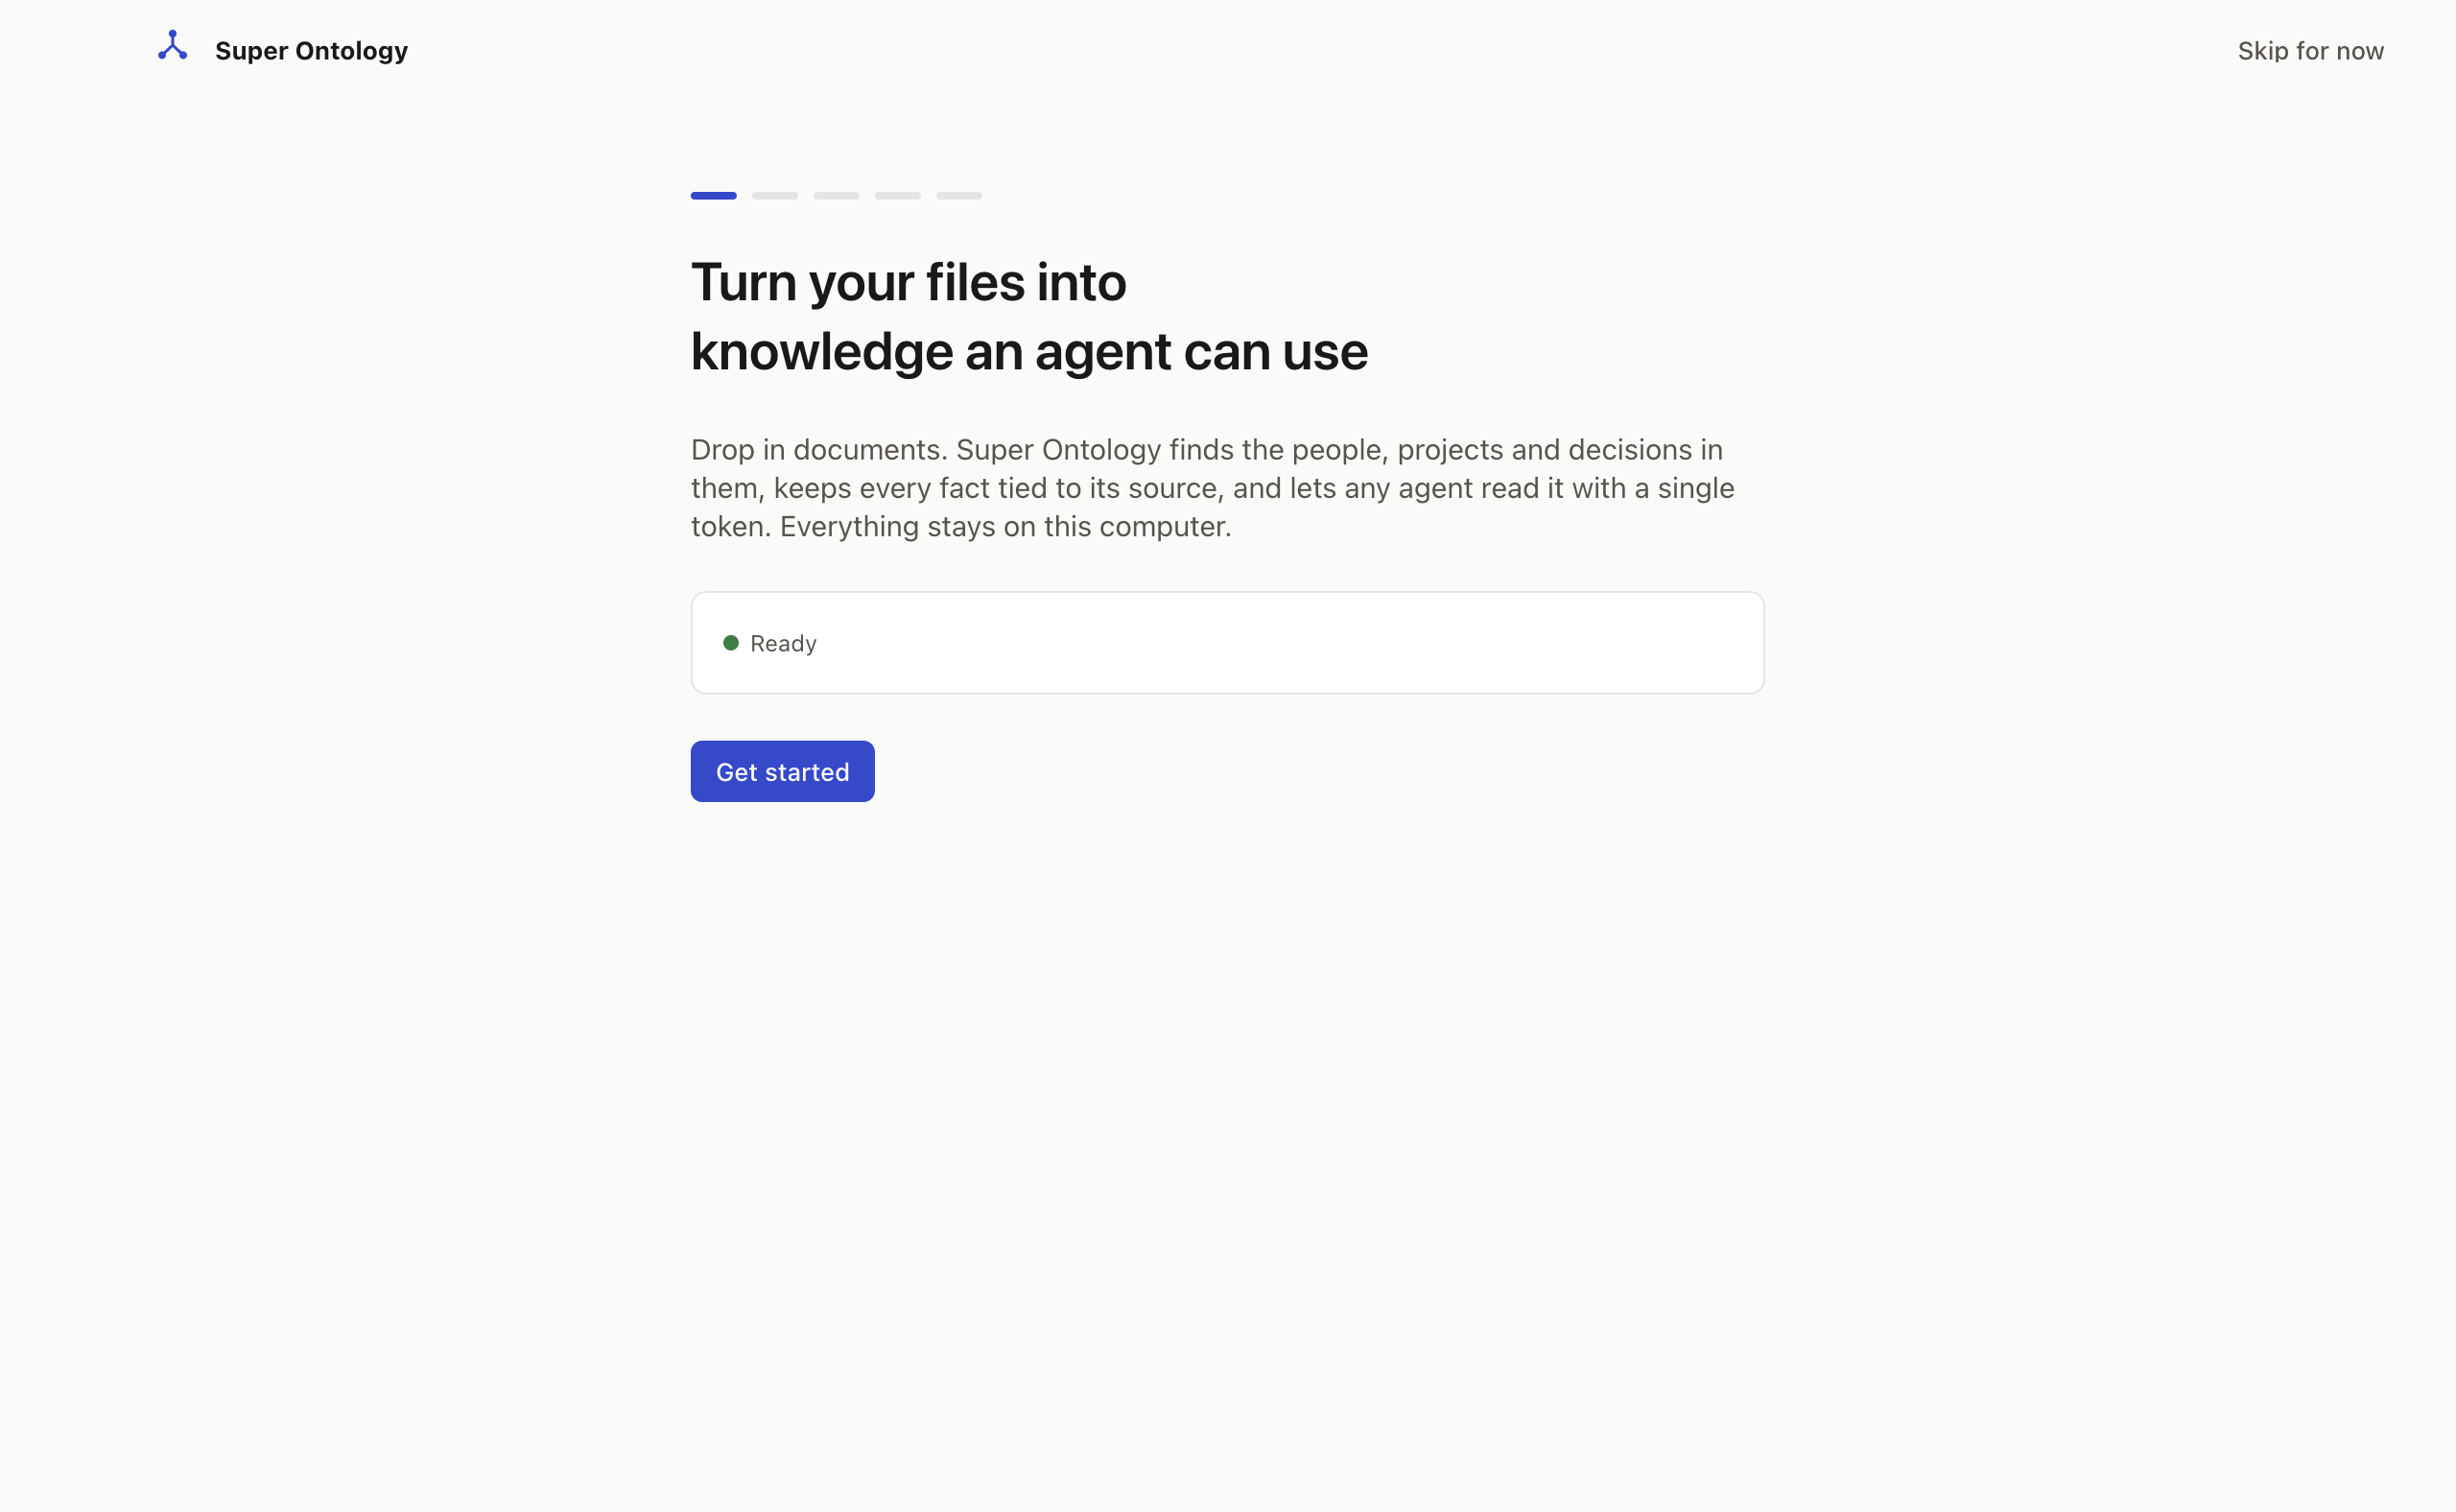 Super Ontology
Skip for now
Turn your files into
knowledge an agent can use
Drop in documents. Super Ontology finds the people, projects and decisions in
them, keeps every fact tied to its source, and lets any agent read it with a single
token. Everything stays on this computer.
Ready
Get started